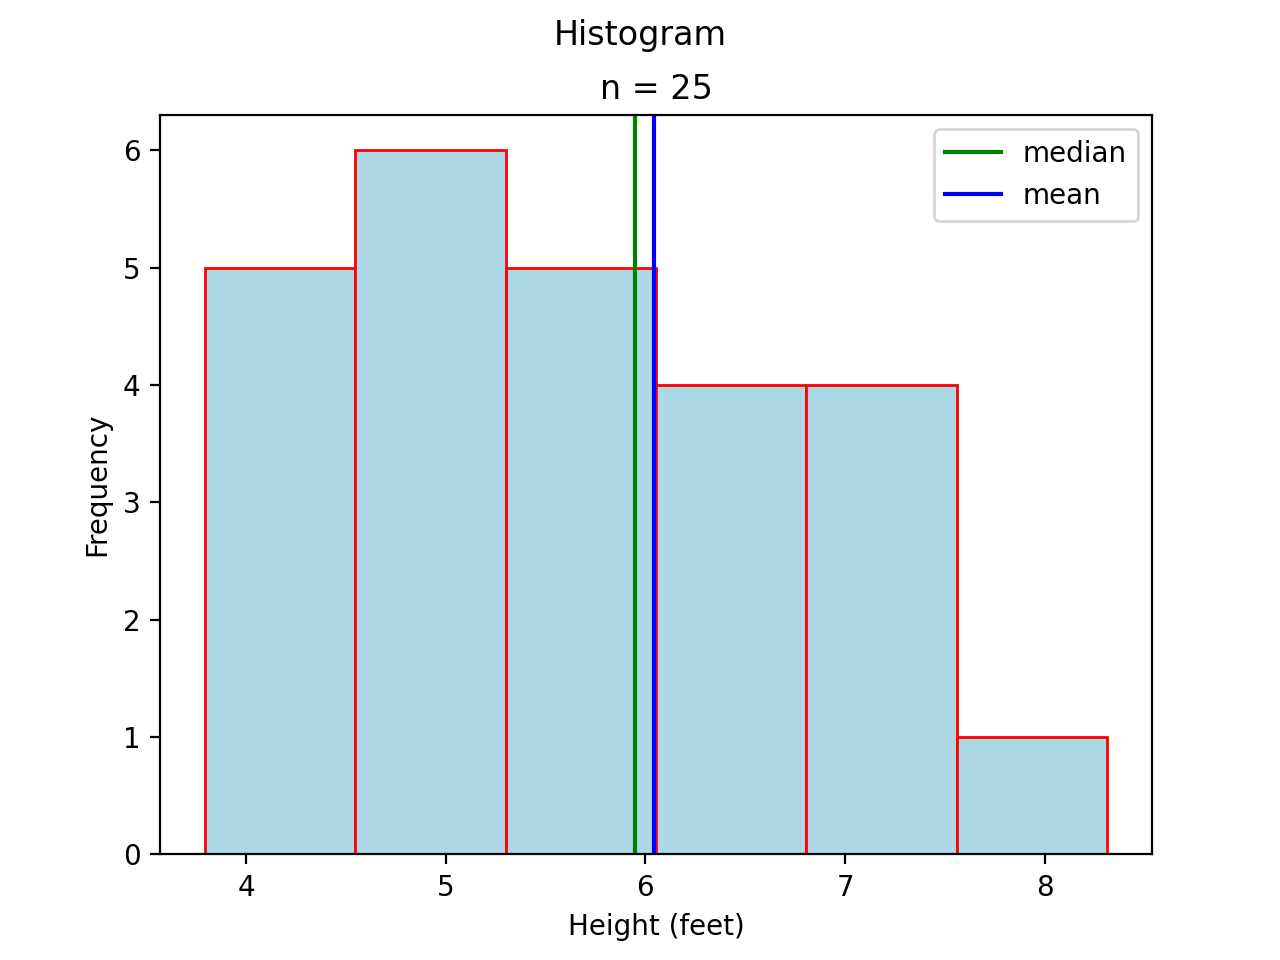 Histogram
n = 25
median
mean
6
5
4
3
2
1
0
Frequency
4 5 6 7 8
Height (feet)